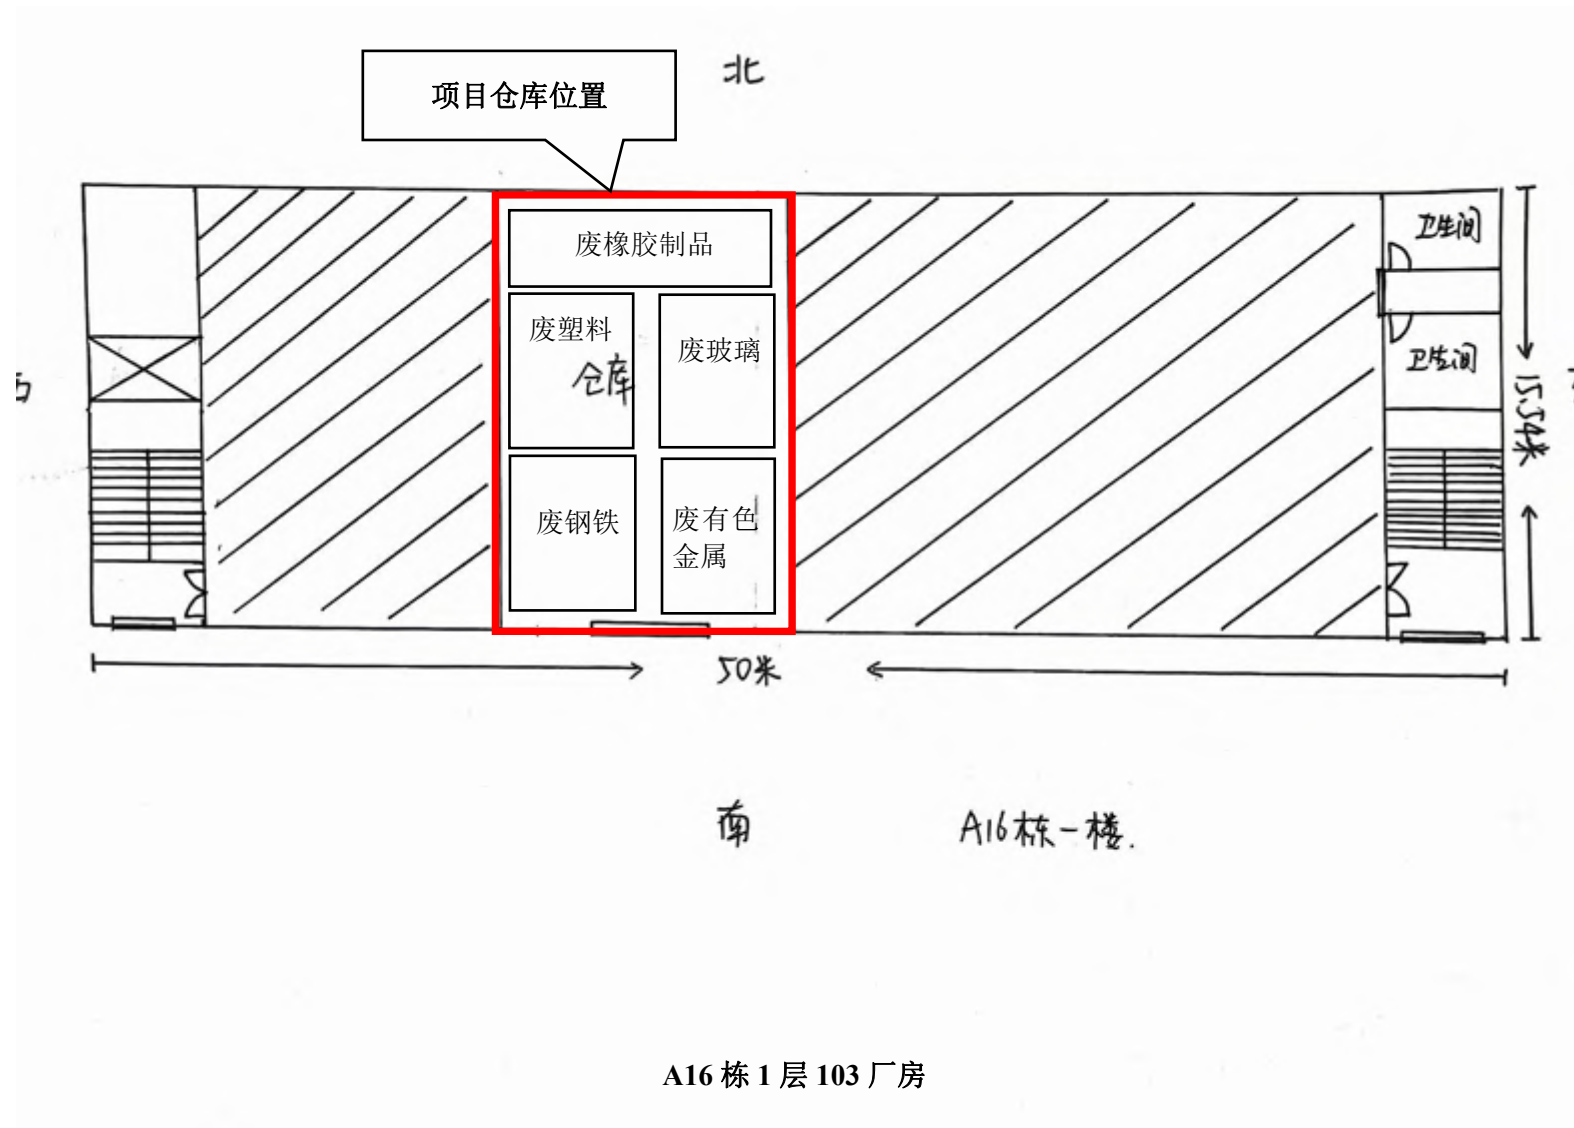 北
项目仓库位置
废橡胶制品
卫生间
废塑料
废玻璃
仓库
卫生间
15.54米
废钢铁
废有色
金属
50米
南
A16栋一楼.
A16 栋 1 层 103 厂房